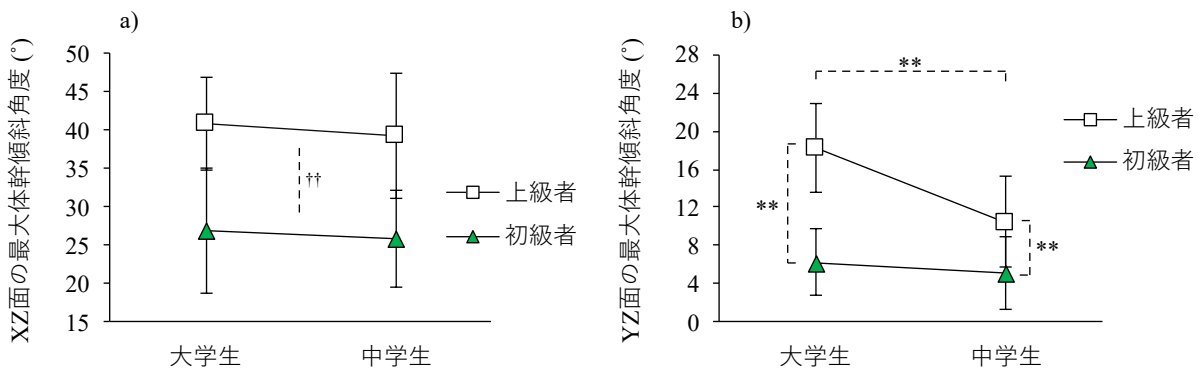 a)
XZ面の最大体幹傾斜角度 (˚)
50
45
40
35
30
25
20
15
††
上級者
初級者
大学生
中学生
b)
YZ面の最大体幹傾斜角度 (˚)
28
24
20
16
12
8
4
0
**
**
**
上級者
初級者
大学生
中学生